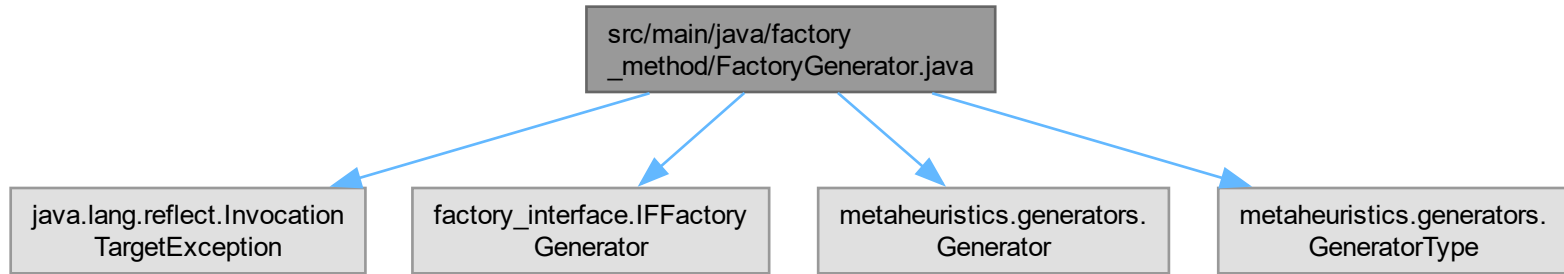 src/main/java/factory
_method/FactoryGenerator.java
java.lang.reflect.Invocation
TargetException
factory_interface.IFFactory
Generator
metaheuristics.generators.
Generator
metaheuristics.generators.
GeneratorType